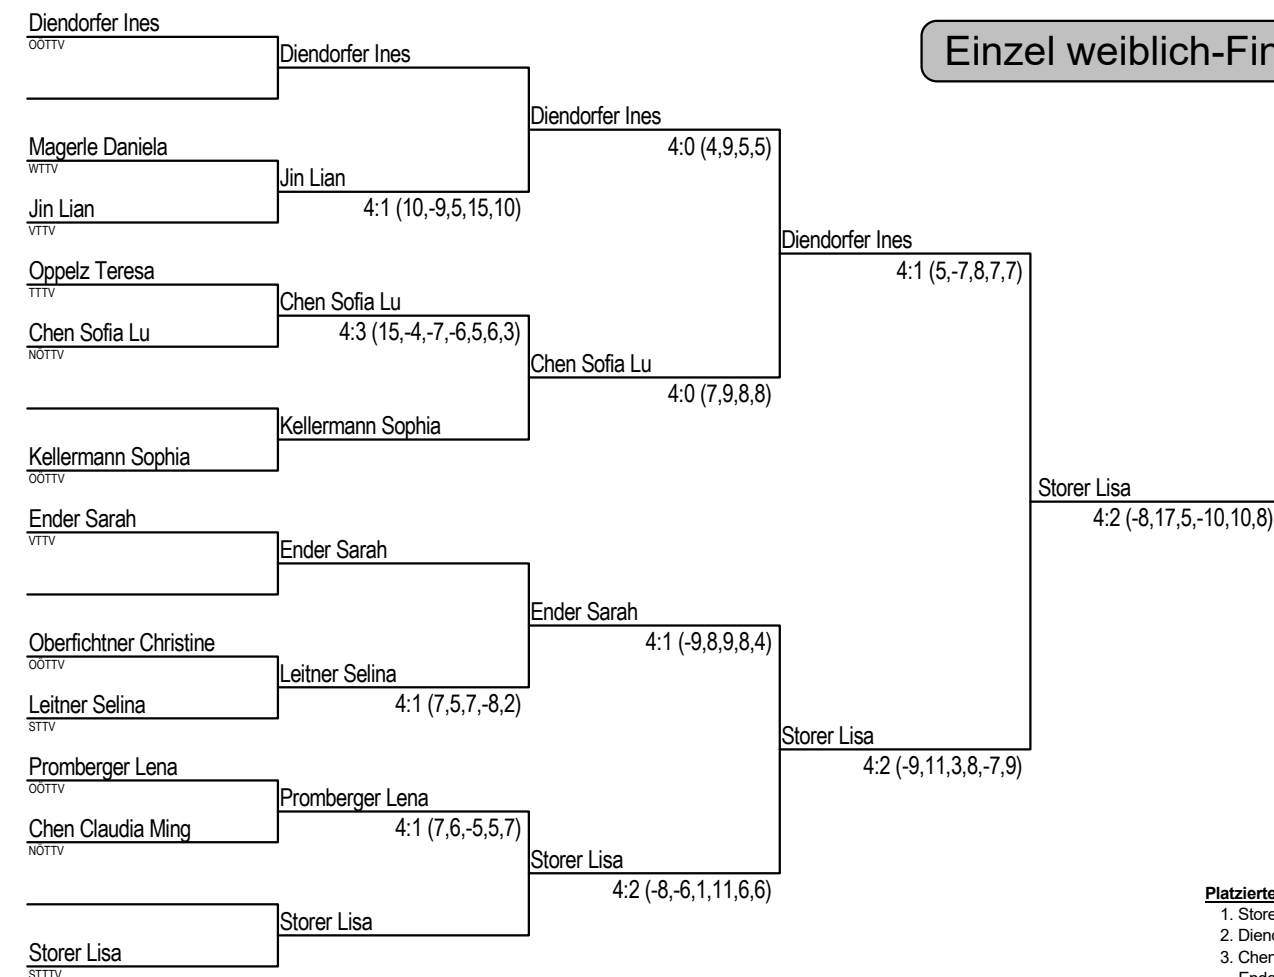 Einzel weiblich-Fin
Diendorfer Ines
OÖTTV
Magerle Daniela
WTTV
Jin Lian
VTTV
Oppelz Teresa
TTTV
Chen Sofia Lu
NÖTTV
Kellermann Sophia
OÖTTV
Ender Sarah
VTTV
Oberfichtner Christine
OÖTTV
Leitner Selina
STTV
Promberger Lena
OÖTTV
Chen Claudia Ming
NÖTTV
Storer Lisa
STTTV
Diendorfer Ines
Jin Lian
4:1 (10,-9,5,15,10)
Chen Sofia Lu
4:3 (15,-4,-7,-6,5,6,3)
Kellermann Sophia
Ender Sarah
Leitner Selina
4:1 (7,5,7,-8,2)
Promberger Lena
4:1 (7,6,-5,5,7)
Storer Lisa
Diendorfer Ines
4:0 (4,9,5,5)
Chen Sofia Lu
4:0 (7,9,8,8)
Ender Sarah
4:1 (-9,8,9,8,4)
Storer Lisa
4:2 (-8,-6,1,11,6,6)
Diendorfer Ines
4:1 (5,-7,8,7,7)
Storer Lisa
4:2 (-9,11,3,8,-7,9)
Storer Lisa
4:2 (-8,17,5,-10,10,8)
Platzierte
1. Store
2. Diend
3. Chen